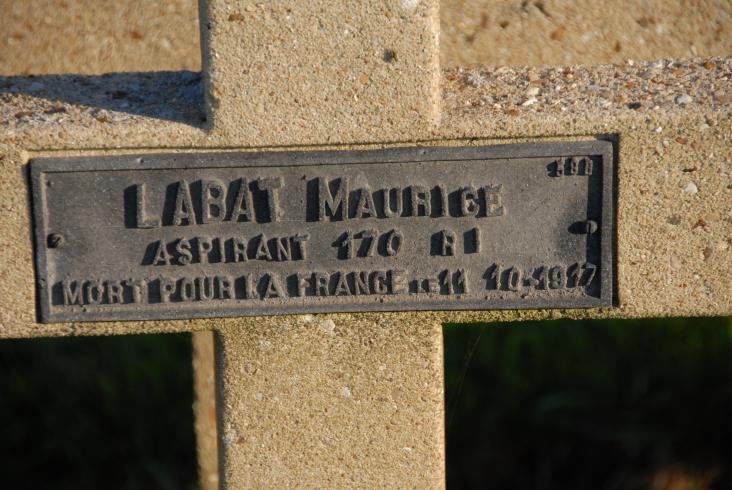 LABAT MAURICE
ASPIRANT 170 RI
MORT POUR LA FRANCE LE 11 10-1917